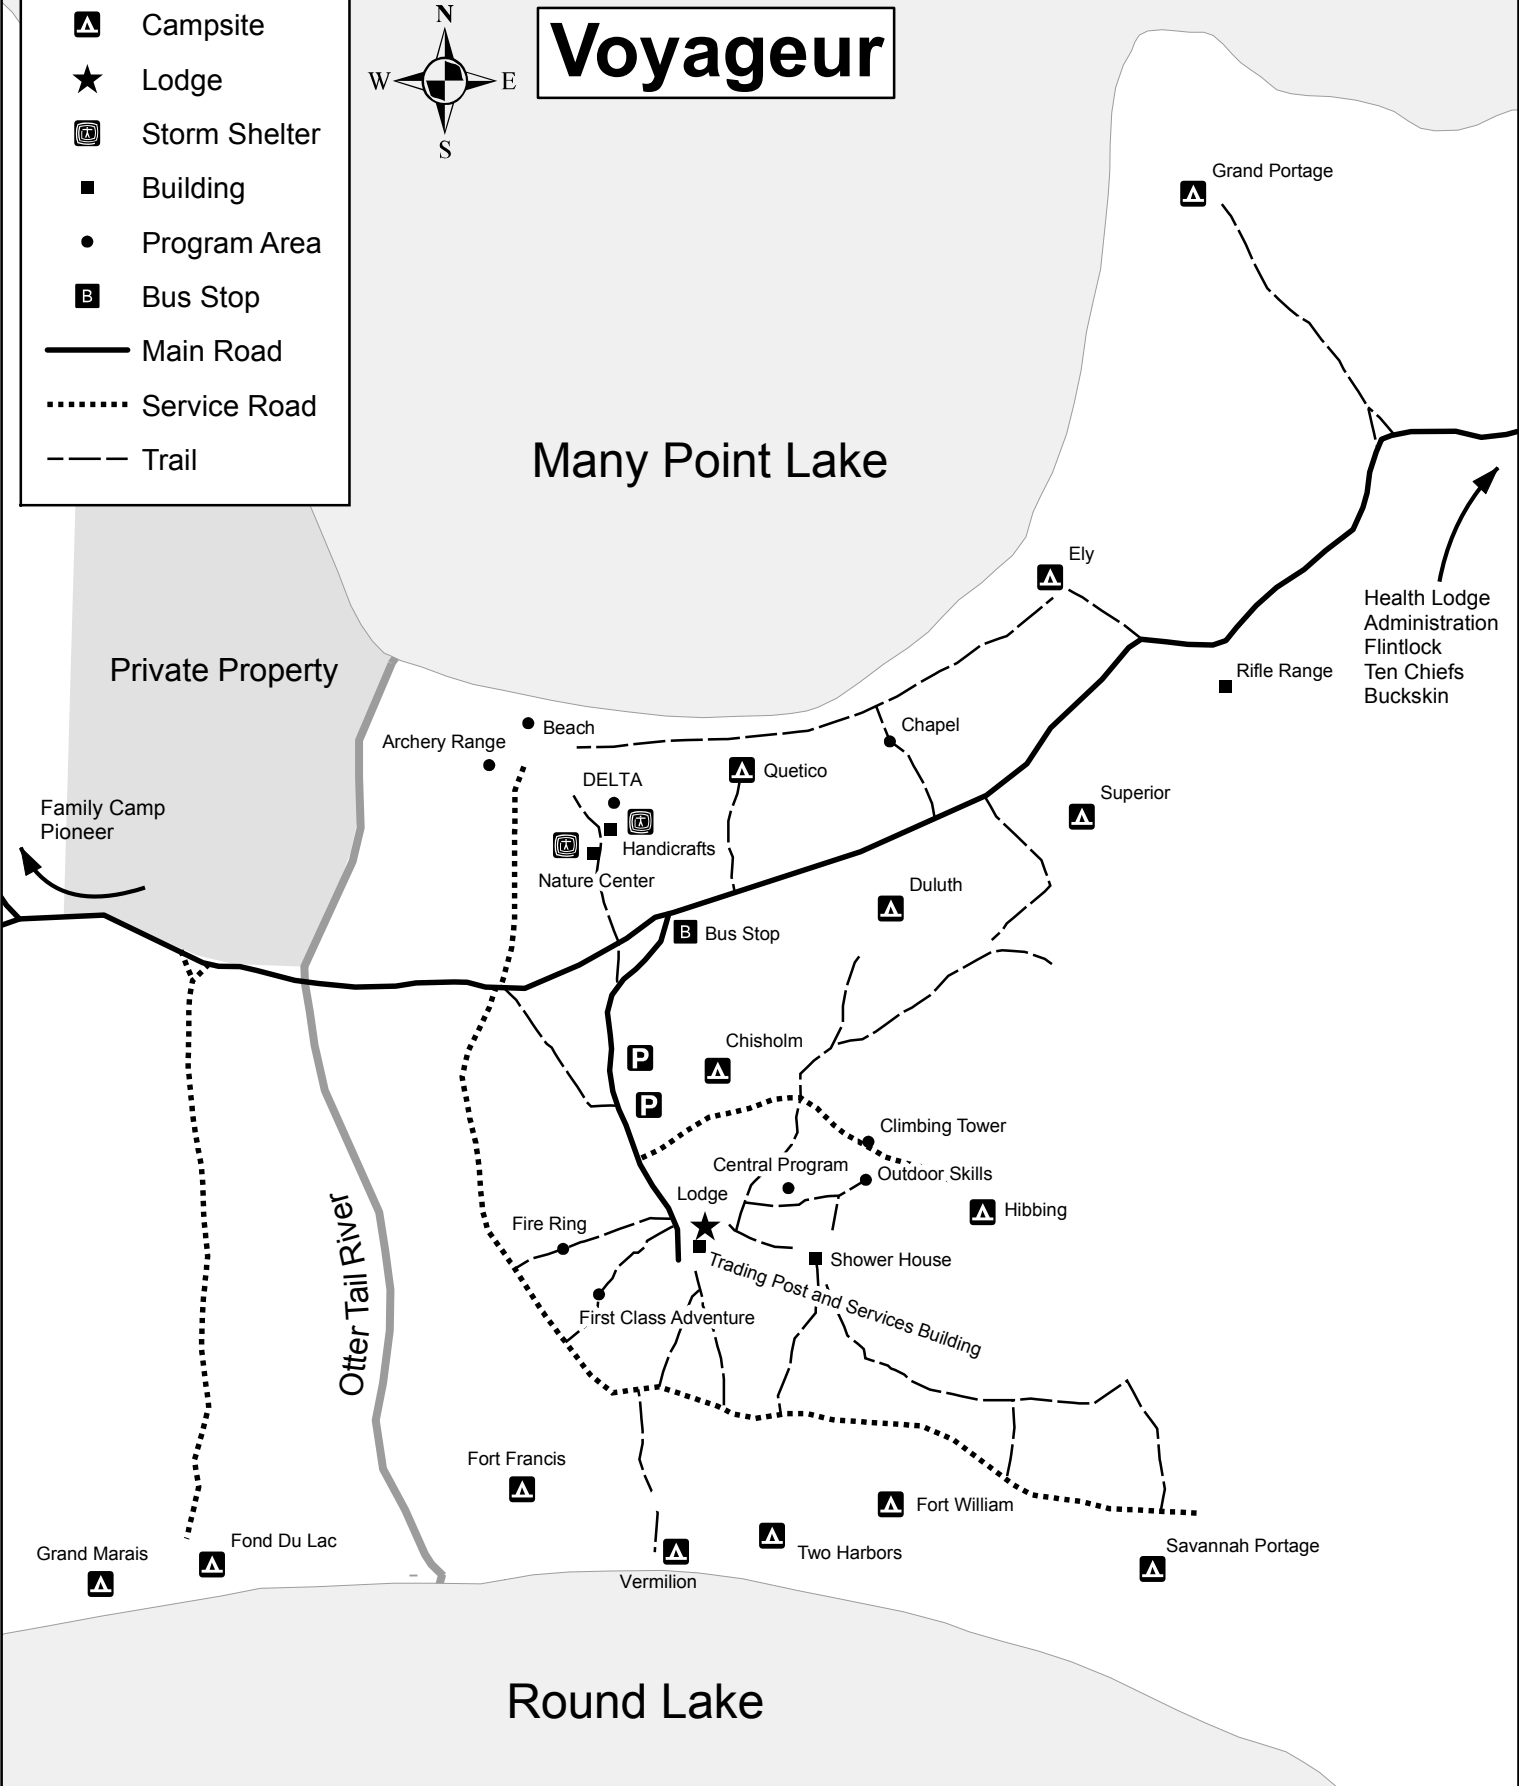 Voyageur
Campsite
Lodge
Storm Shelter
Building
Program Area
B Bus Stop
Main Road
Service Road
Trail
N
W E
S
Grand Portage
Many Point Lake
Ely
Health Lodge
Administration
Flintlock
Ten Chiefs
Buckskin
Private Property
Rifle Range
Beach
Archery Range
Chapel
Quetico
DELTA
Superior
Family Camp
Pioneer
Handicrafts
Nature Center
Duluth
B Bus Stop
Chisholm
P
P
Climbing Tower
Central Program
Outdoor Skills
Lodge
Hibbing
Fire Ring
Shower House
Trading Post and Services Building
First Class Adventure
Otter Tail River
Fort Francis
Fort William
Fond Du Lac
Grand Marais
Two Harbors
Savannah Portage
Vermilion
Round Lake